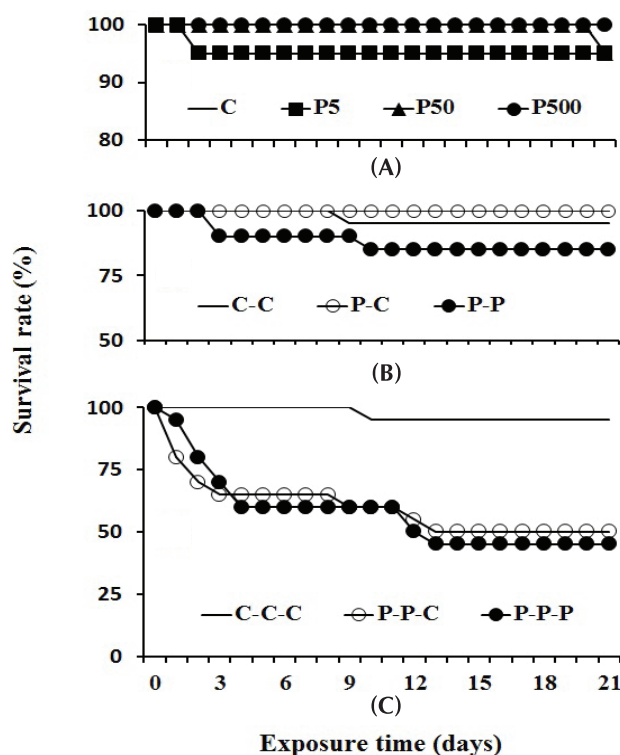 100
95
90
80
C P5 P50 P500
(A)
100
75
50
C-C P-C P-P
(B)
Survival rate (%)
100
75
50
25
0
C-C-C P-P-C P-P-P
0 3 6 9 12 15 18 21
(C)
Exposure time (days)